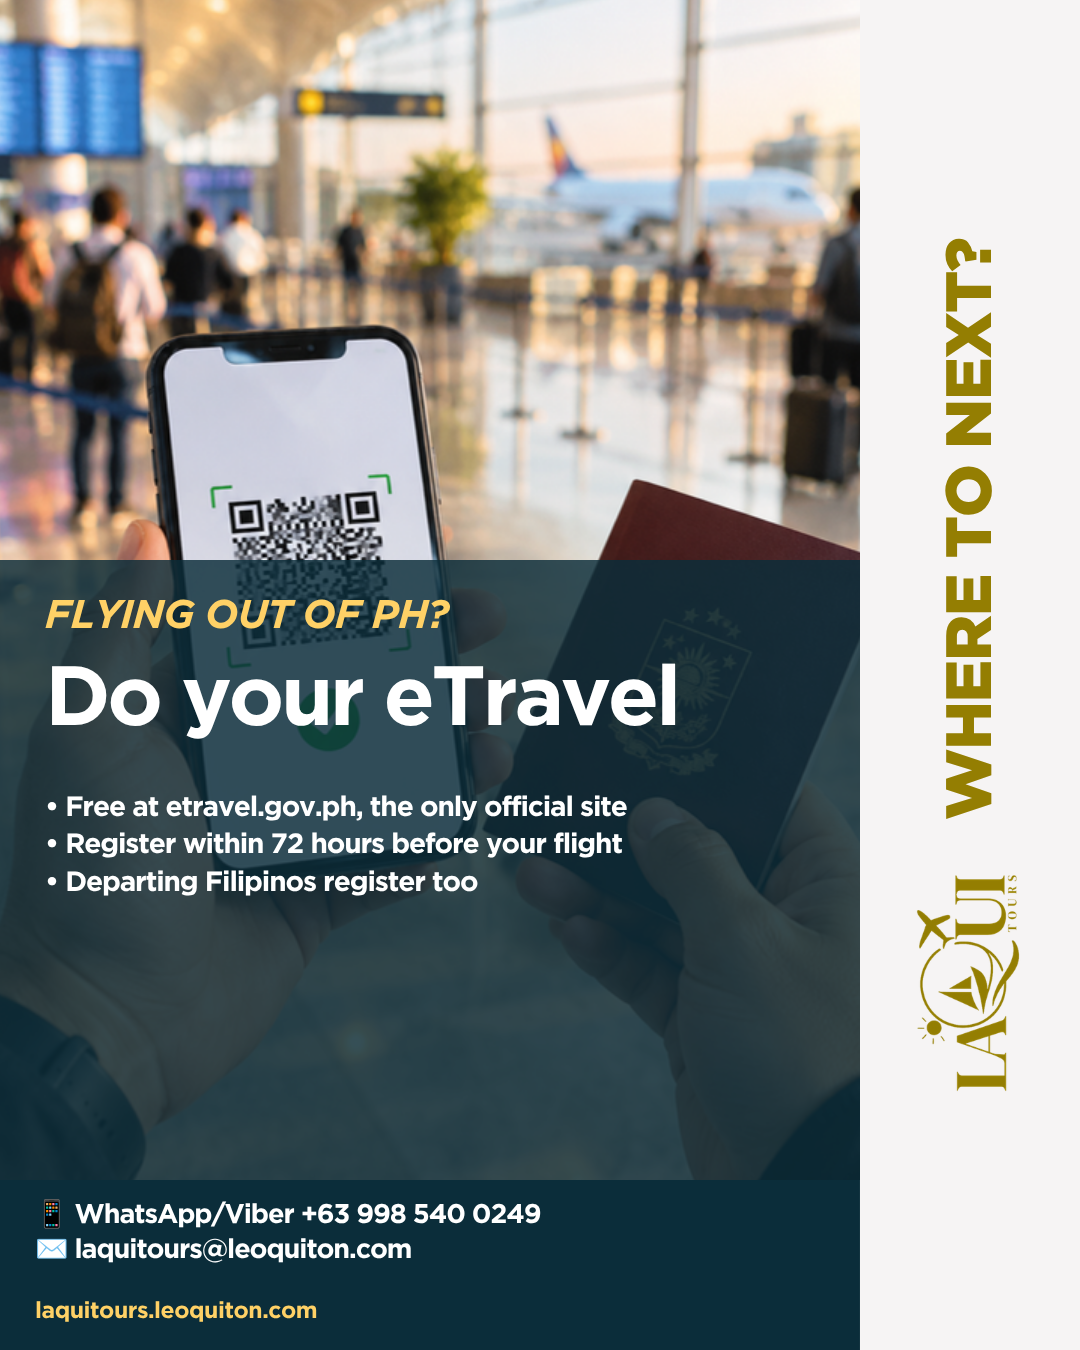 FLYING OUT OF PH?
Do your eTravel
• Free at etravel.gov.ph, the only official site
• Register within 72 hours before your flight
• Departing Filipinos register too
📱 WhatsApp/Viber +63 998 540 0249
✉️ laquitours@leoquiton.com
laquitours.leoquiton.com
WHERE TO NEXT?
LAQUI
TOURS